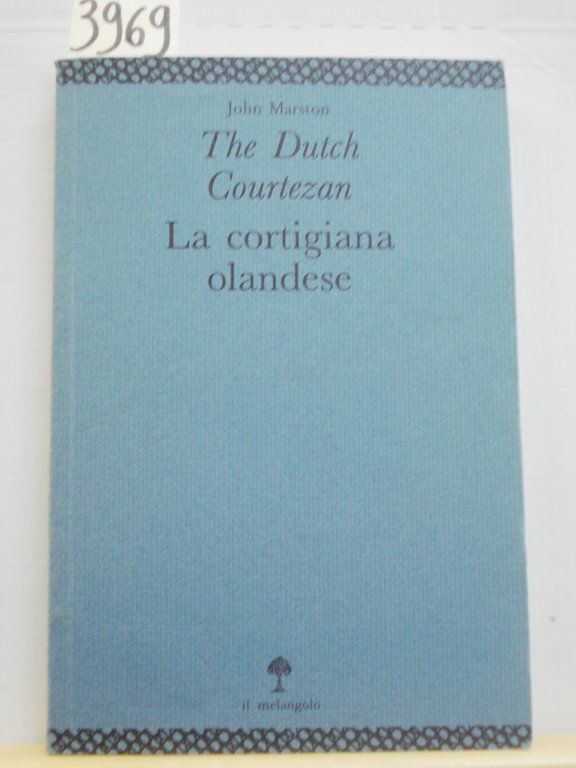 3969
John Marston
The Dutch
Courtezan
La cortigiana
olandese
il melangolo